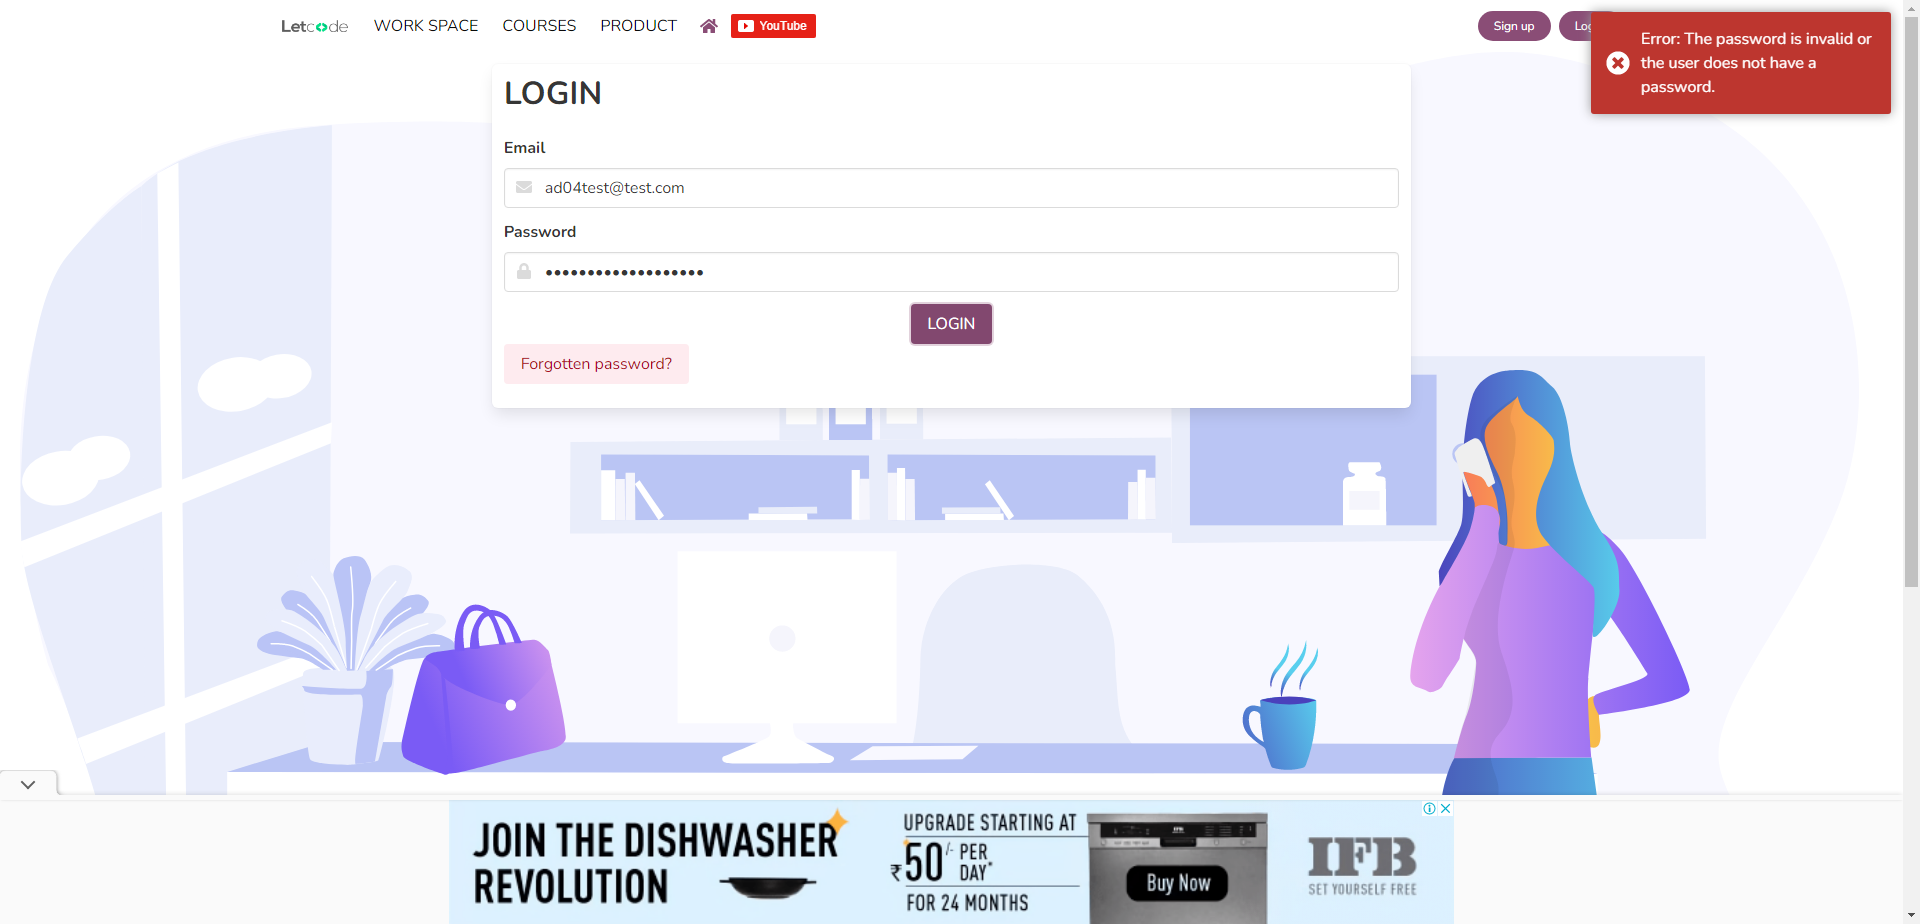 Letcode WORK SPACE COURSES PRODUCT YouTube Sign up Log
Error: The password is invalid or
the user does not have a
password.
LOGIN
Email
ad04test@test.com
Password
•••••••••••••••••••
LOGIN
Forgotten password?
JOIN THE DISHWASHER
REVOLUTION
UPGRADE STARTING AT
₹50/- PER
DAY*
FOR 24 MONTHS
IFB
Buy Now
IFB
SET YOURSELF FREE